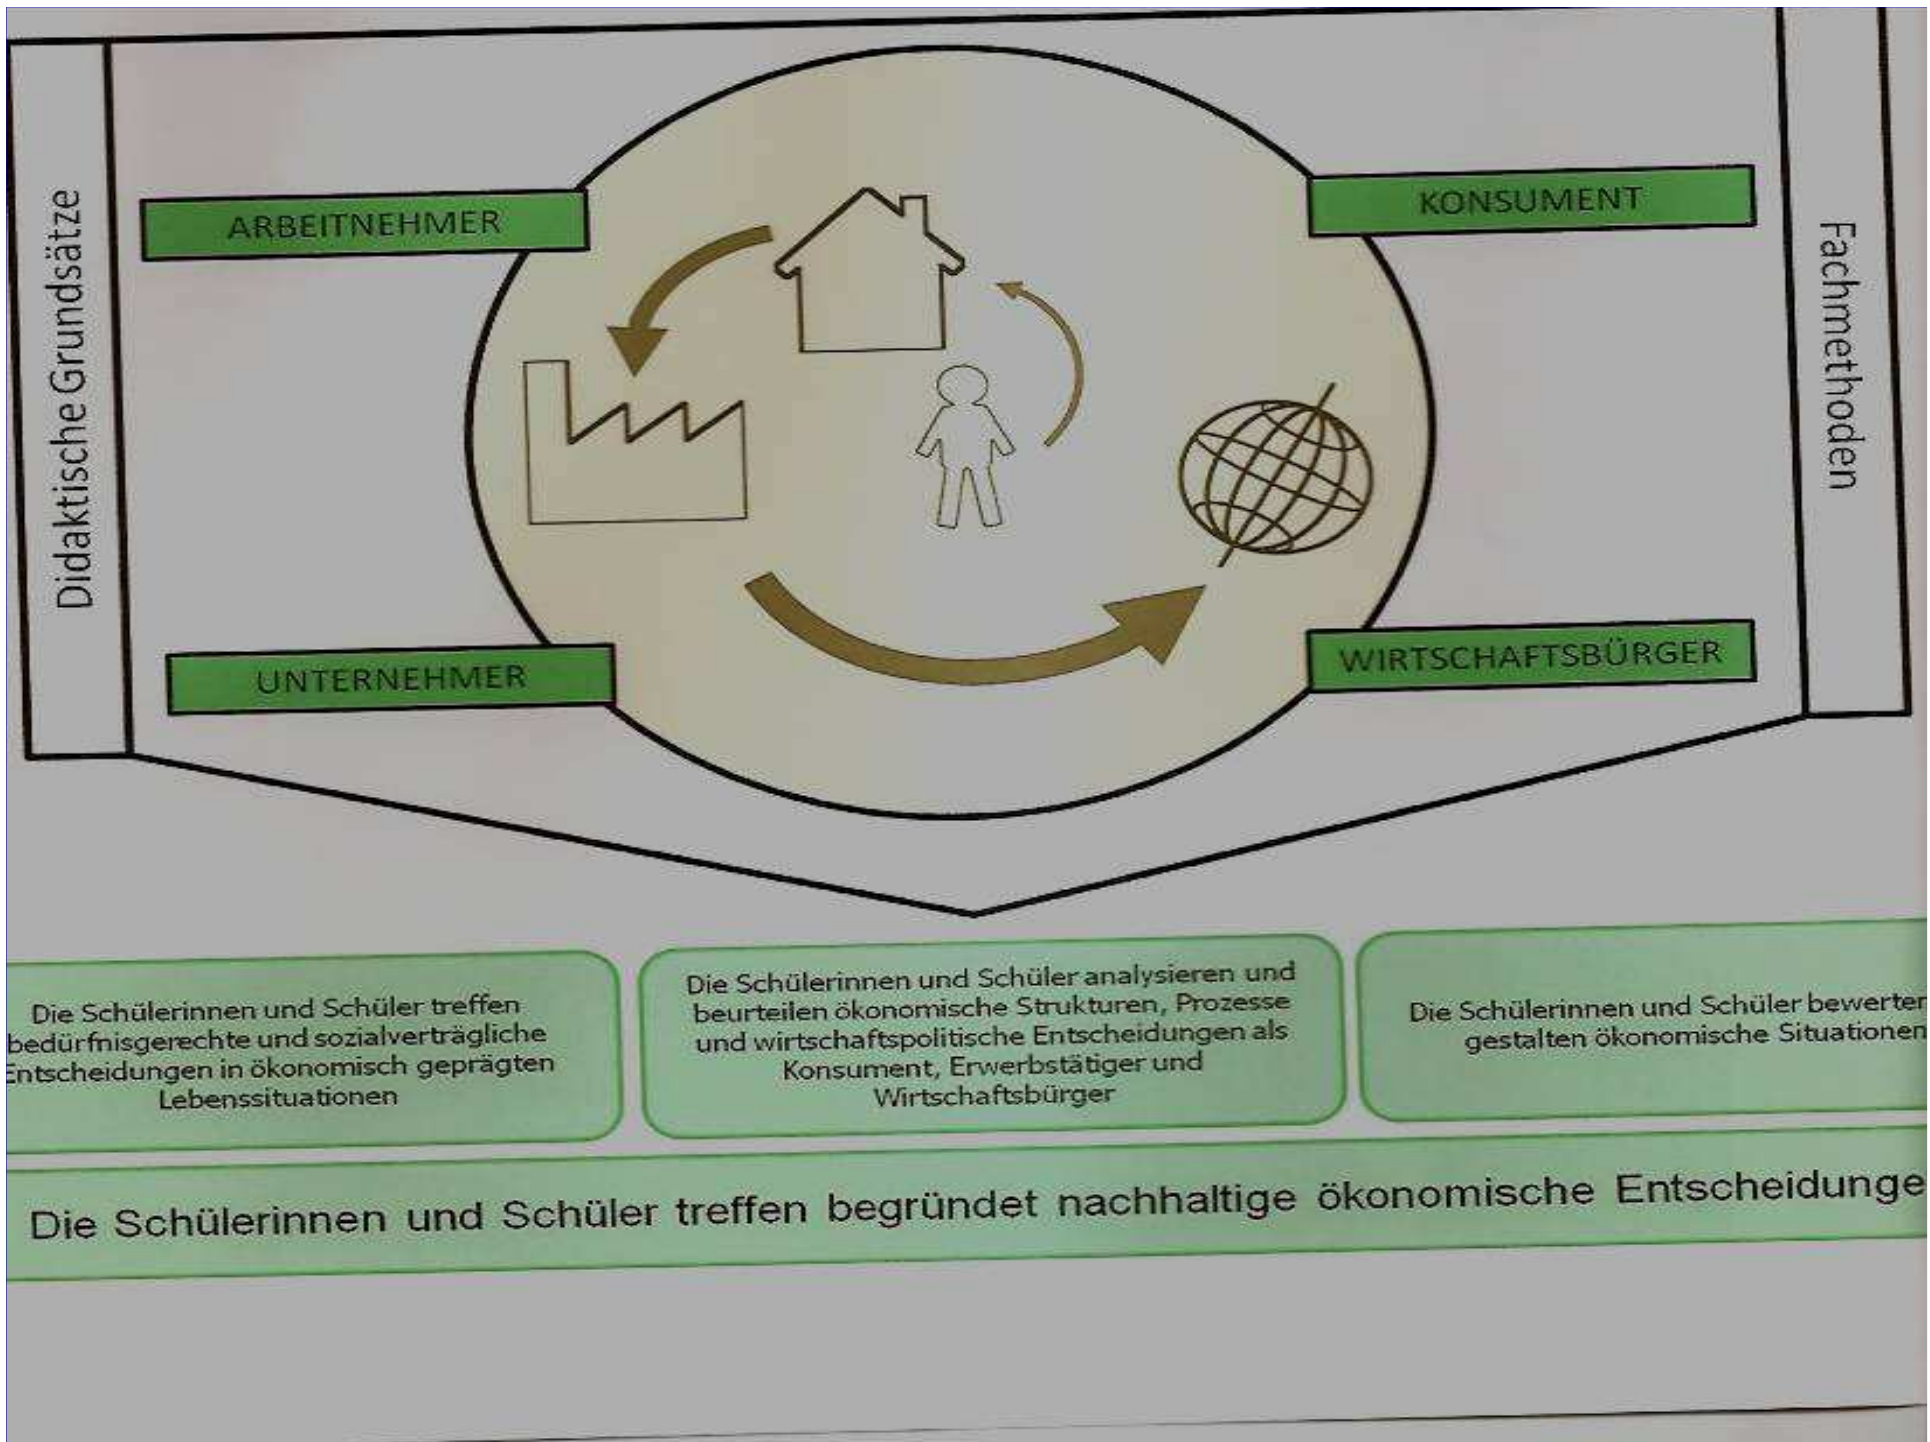 Didaktische Grundsätze
ARBEITNEHMER
KONSUMENT
Fachmethoden
UNTERNEHMER
WIRTSCHAFTSBÜRGER
Die Schülerinnen und Schüler treffen
bedürfnisgerechte und sozialverträgliche
Entscheidungen in ökonomisch geprägten
Lebenssituationen
Die Schülerinnen und Schüler analysieren und
beurteilen ökonomische Strukturen, Prozesse
und wirtschaftspolitische Entscheidungen als
Konsument, Erwerbstätiger und
Wirtschaftsbürger
Die Schülerinnen und Schüler bewerten
gestalten ökonomische Situationen
Die Schülerinnen und Schüler treffen begründet nachhaltige ökonomische Entscheidunge